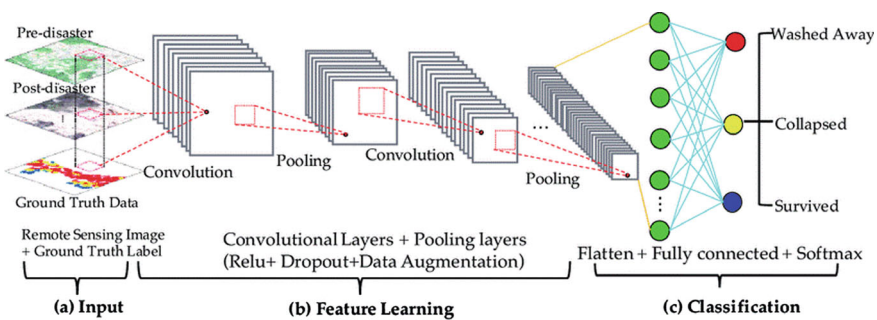 Pre-disaster
Post-disaster
Ground Truth Data
Convolution
Pooling
Convolution
...
Pooling
Washed Away
Collapsed
Survived
Remote Sensing Image
+ Ground Truth Label
Convolutional Layers + Pooling layers
(Relu+ Dropout+Data Augmentation)
Flatten + Fully connected + Softmax
(a) Input
(b) Feature Learning
(c) Classification